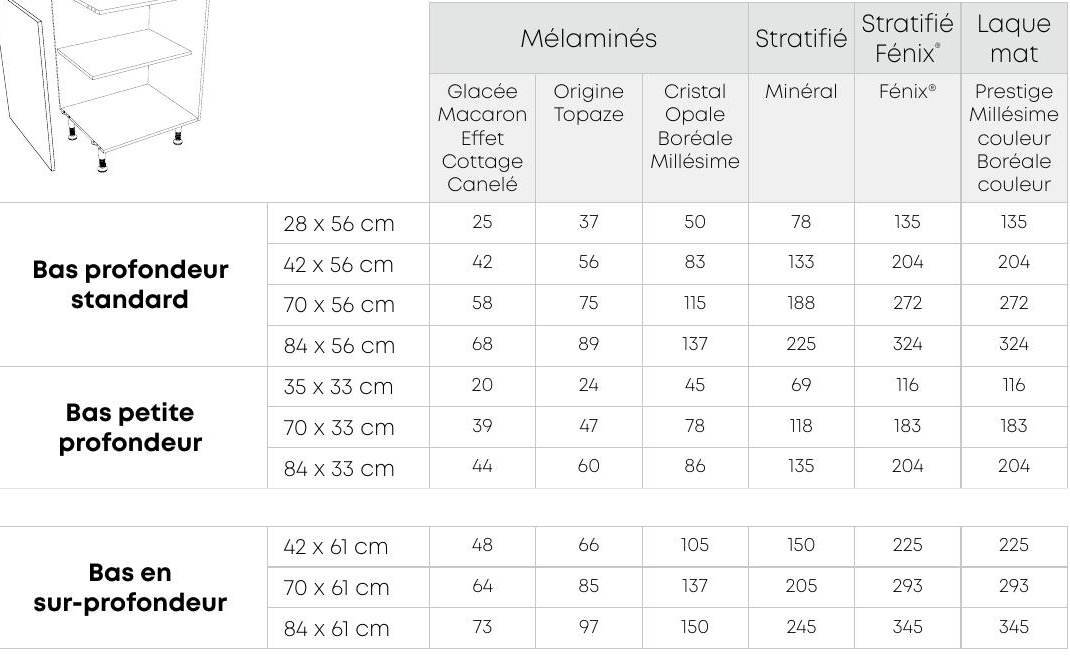 Mélaminés Stratifié Stratifié Fénix® Laque mat
Glacée Macaron Effet Cottage Canelé Origine Topaze Cristal Opale Boréale Millésime Minéral Fénix® Prestige Millésime couleur Boréale couleur
Bas profondeur standard
28 x 56 cm 25 37 50 78 135 135
42 x 56 cm 42 56 83 133 204 204
70 x 56 cm 58 75 115 188 272 272
84 x 56 cm 68 89 137 225 324 324
Bas petite profondeur
35 x 33 cm 20 24 45 69 116 116
70 x 33 cm 39 47 78 118 183 183
84 x 33 cm 44 60 86 135 204 204
Bas en sur-profondeur
42 x 61 cm 48 66 105 150 225 225
70 x 61 cm 64 85 137 205 293 293
84 x 61 cm 73 97 150 245 345 345